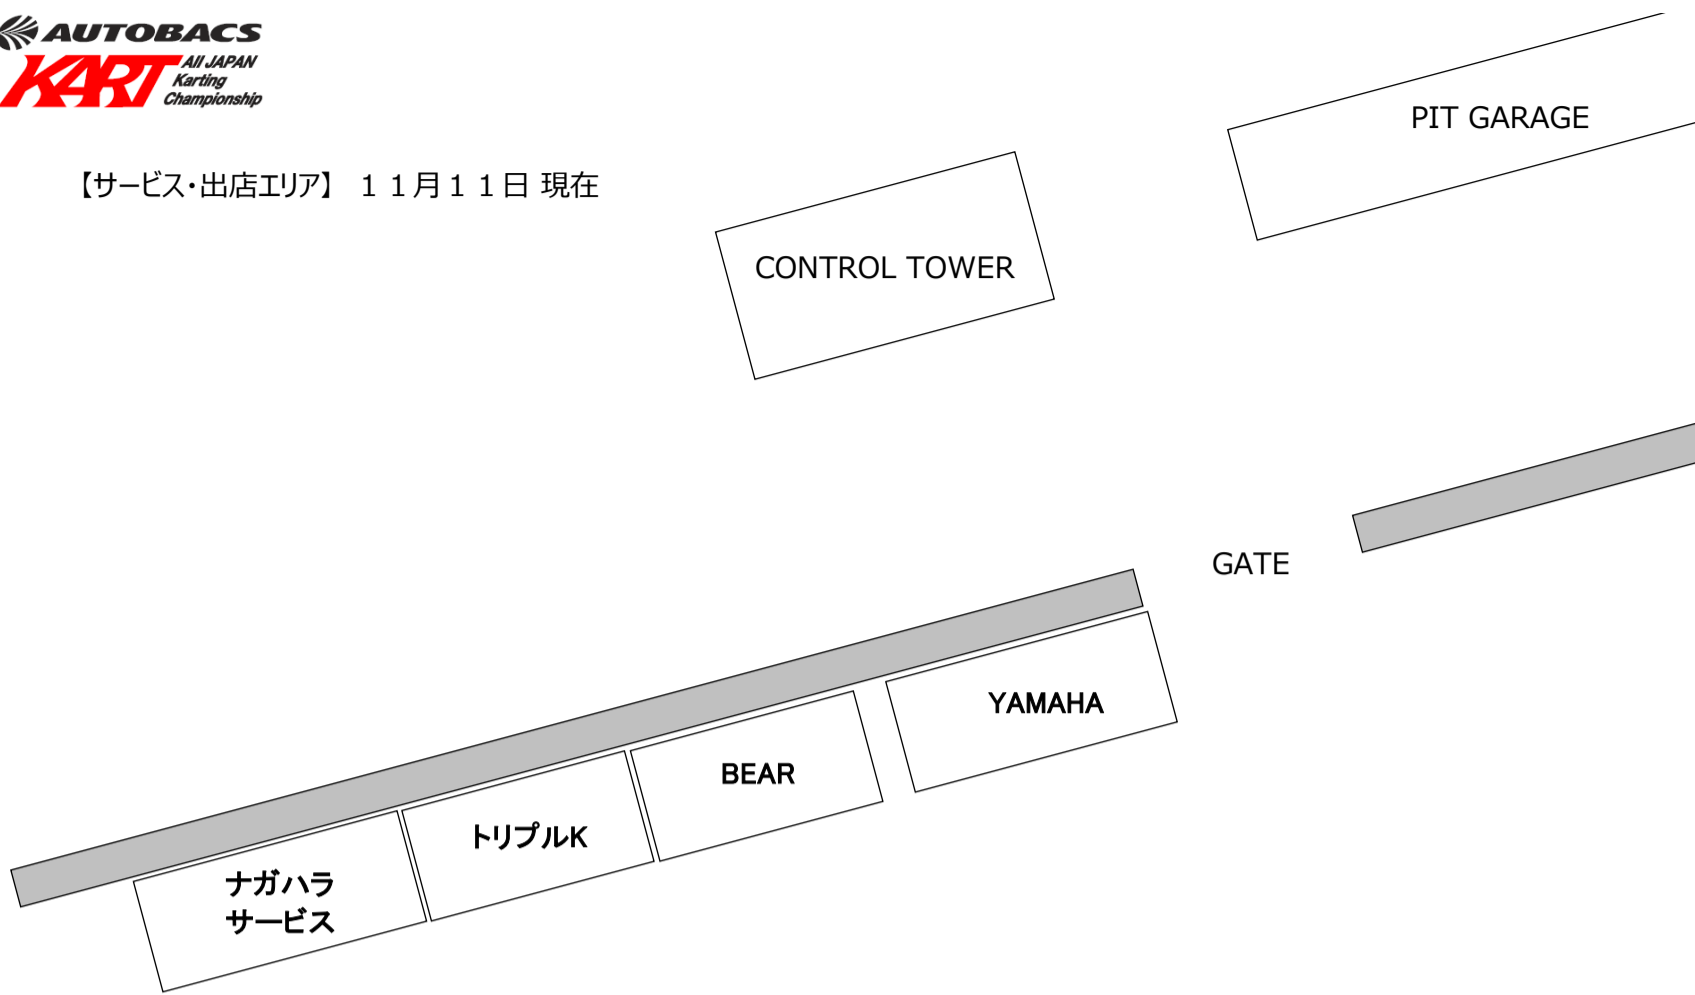 AUTOBACS
KART
All JAPAN
Karting
Championship
【サービス・出店エリア】 １１月１１日 現在
PIT GARAGE
CONTROL TOWER
GATE
YAMAHA
BEAR
トリプルK
ナガハラ
サービス